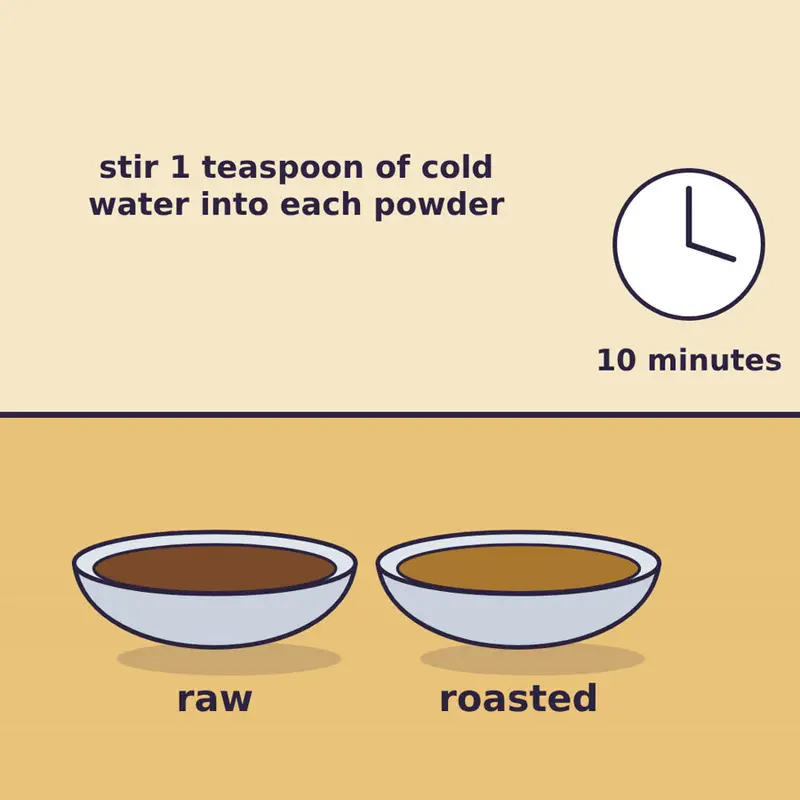 stir 1 teaspoon of cold
water into each powder
10 minutes
raw
roasted